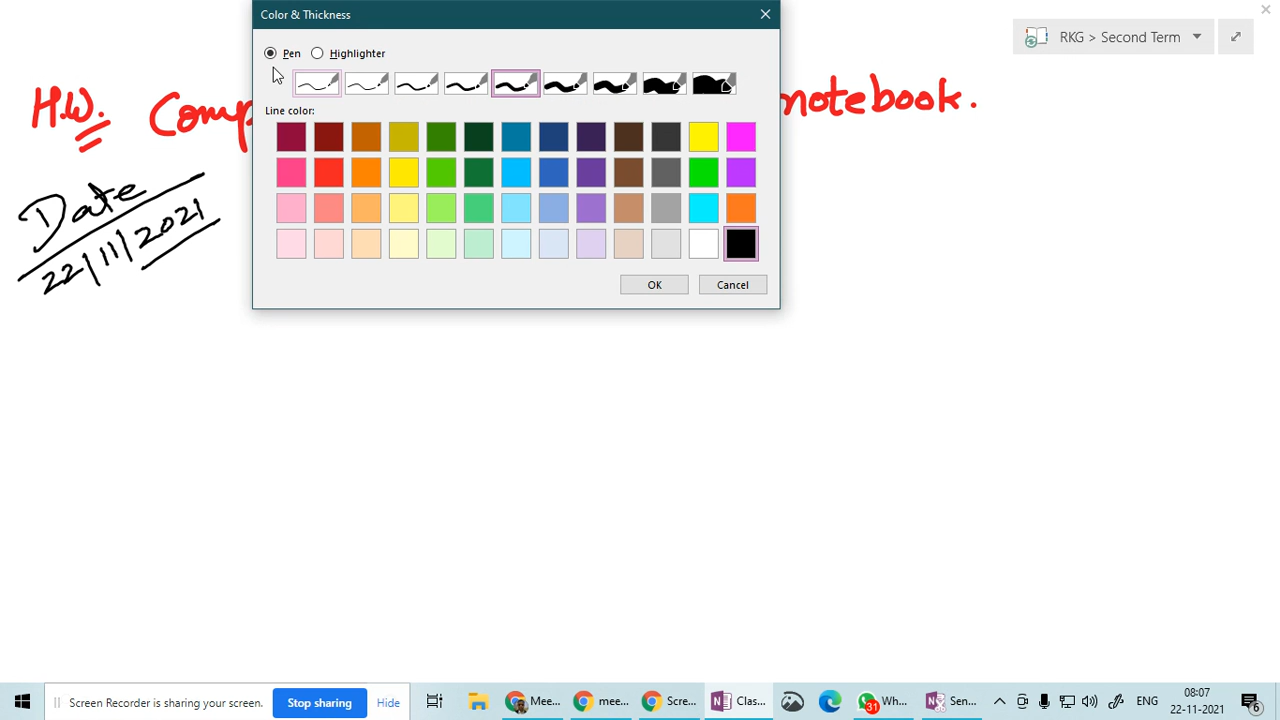 Color & Thickness
RKG > Second Term
Pen Highlighter
H.W. Comp notebook.
Line color:
Date
22/11/2021
OK Cancel
Screen Recorder is sharing your screen. Stop sharing Hide
Mee... mee... Scre... Clas... Wh... Sen... ENG
31
08:07
22-11-2021
6